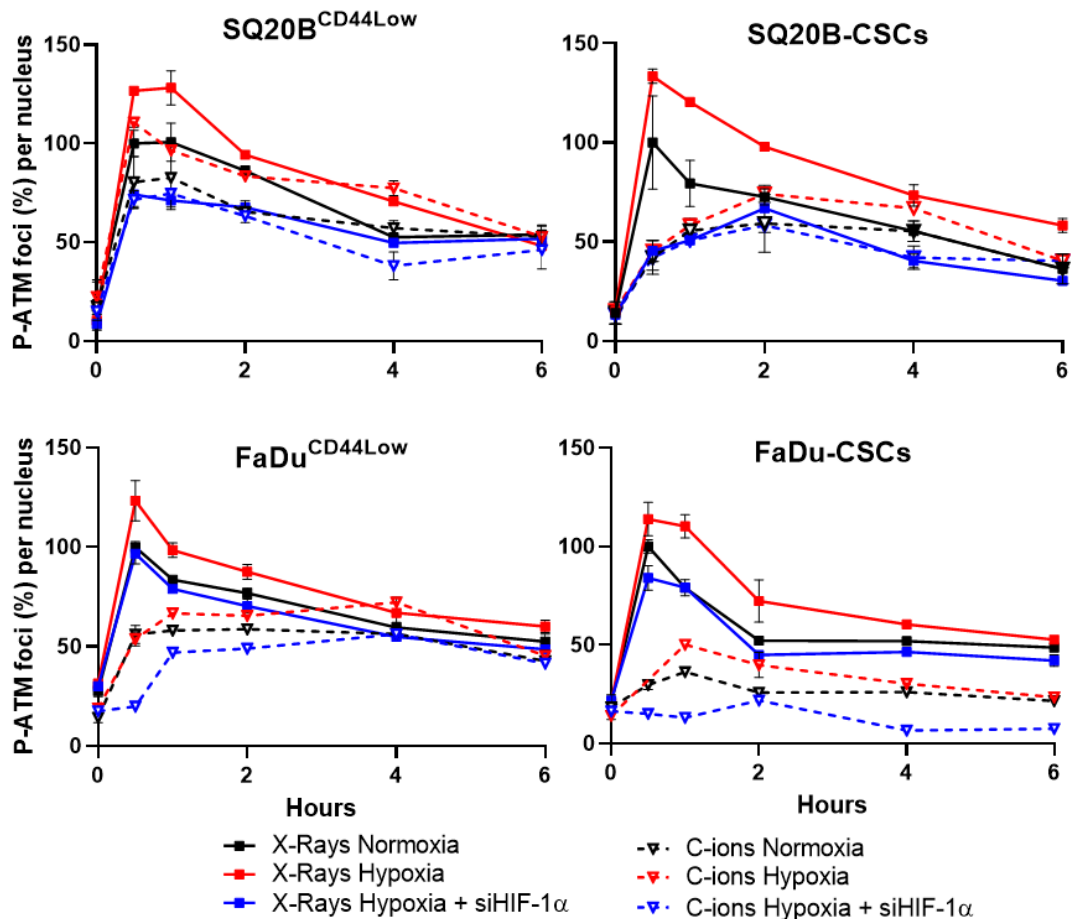 SQ20B^CD44Low
P-ATM foci (%) per nucleus
150
100
50
0
0 2 4 6
SQ20B-CSCs
150
100
50
0
0 2 4 6
FaDu^CD44Low
P-ATM foci (%) per nucleus
150
100
50
0
0 2 4 6
Hours
FaDu-CSCs
150
100
50
0
0 2 4 6
Hours
X-Rays Normoxia
X-Rays Hypoxia
X-Rays Hypoxia + siHIF-1α
C-ions Normoxia
C-ions Hypoxia
C-ions Hypoxia + siHIF-1α